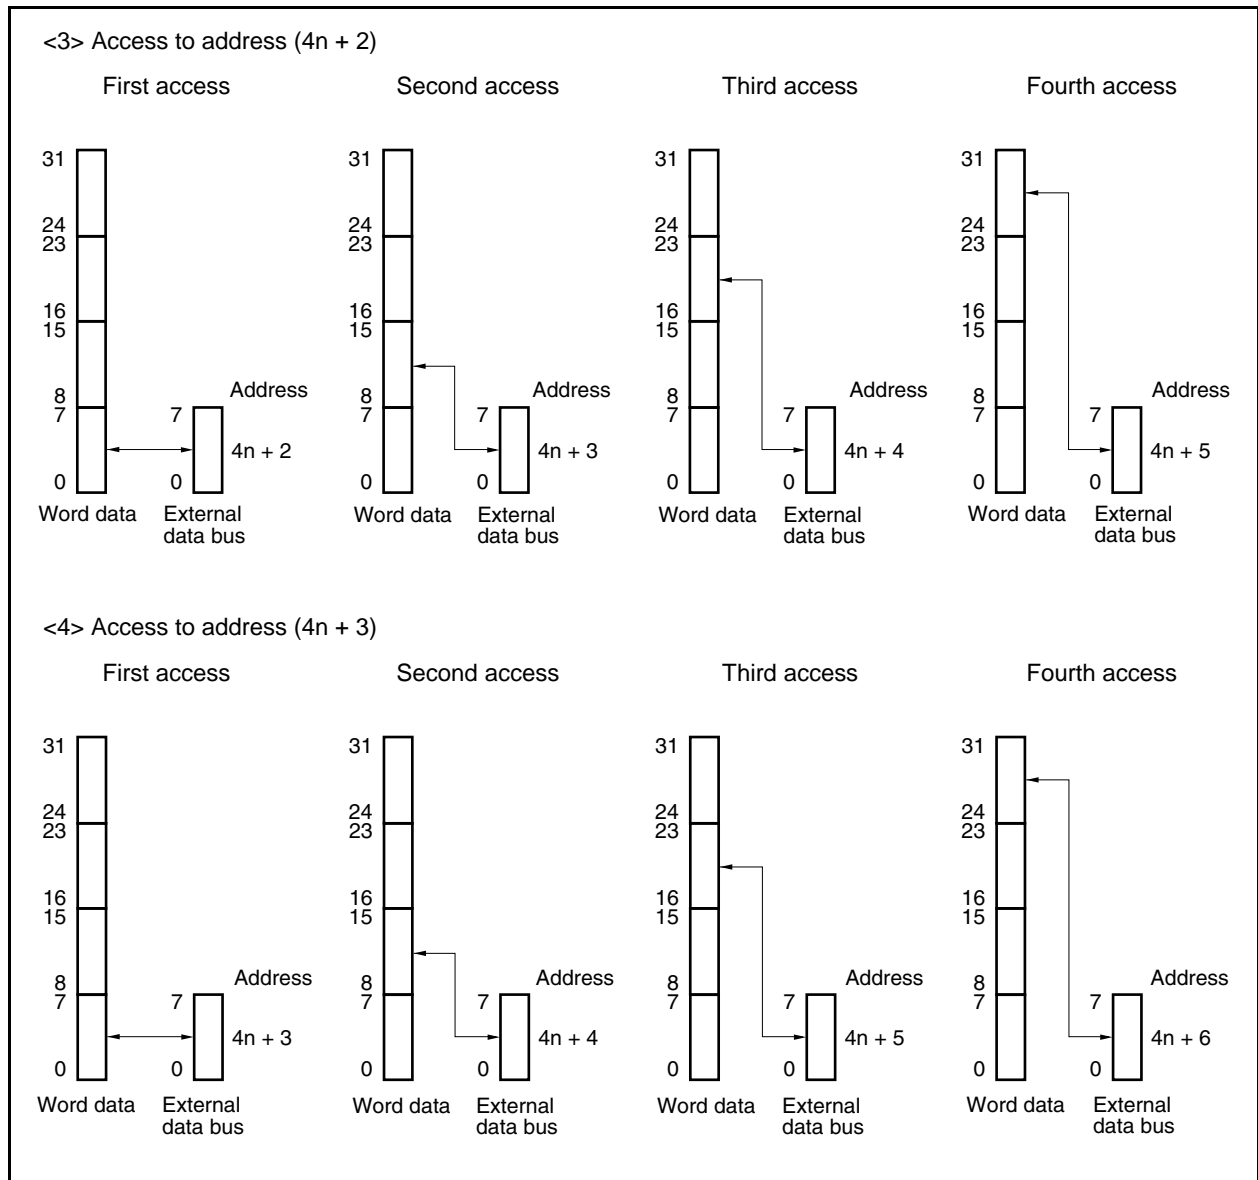 <3> Access to address (4n + 2)
First access
Second access
Third access
Fourth access
31
24
23
16
15
8
7
0
Address
7
4n + 2
0
Word data
External
data bus
31
24
23
16
15
8
7
0
Address
7
4n + 3
0
Word data
External
data bus
31
24
23
16
15
8
7
0
Address
7
4n + 4
0
Word data
External
data bus
31
24
23
16
15
8
7
0
Address
7
4n + 5
0
Word data
External
data bus
<4> Access to address (4n + 3)
First access
Second access
Third access
Fourth access
31
24
23
16
15
8
7
0
Address
7
4n + 3
0
Word data
External
data bus
31
24
23
16
15
8
7
0
Address
7
4n + 4
0
Word data
External
data bus
31
24
23
16
15
8
7
0
Address
7
4n + 5
0
Word data
External
data bus
31
24
23
16
15
8
7
0
Address
7
4n + 6
0
Word data
External
data bus